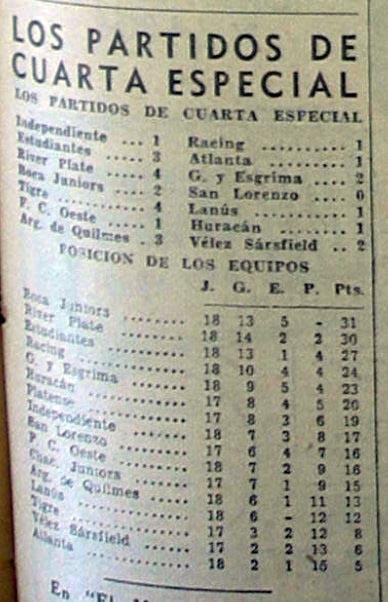 LOS PARTIDOS DE
CUARTA ESPECIAL
LOS PARTIDOS DE CUARTA ESPECIAL
Independiente ... 1 Racing ........ 1
Estudiantes ... 3 Atlanta ....... 1
River Plate ... 4 G. y Esgrima .... 2
Boca Juniors .... 2 San Lorenzo .... 0
Tigre ........ 4 Lanús ......... 1
F. C. Oeste .... 1 Huracán ....... 1
Arg. de Quilmes . 3 Vélez Sársfield .. 2
POSICION DE LOS EQUIPOS
J. G. E. P. Pts.
Boca Juniors ........ 18 13 5 - 31
River Plate ........ 18 14 2 2 30
Estudiantes ........ 18 13 1 4 27
Racing ........ 18 10 4 4 24
G. y Esgrima ........ 18 9 5 4 23
Huracán ........ 17 8 4 5 20
Platense ........ 17 8 3 6 19
Independiente ........ 18 7 3 8 17
San Lorenzo ........ 17 6 4 7 16
F. C. Oeste ........ 18 7 2 9 16
Chac. Juniors ...... 17 7 1 9 15
Arg. de Quilmes .... 18 6 1 11 13
Lanús ........ 18 6 - 12 12
Tigre ........ 17 3 2 12 8
Vélez Sársfield ...... 17 2 2 13 6
Atlanta ........ 18 2 1 15 5
En "El